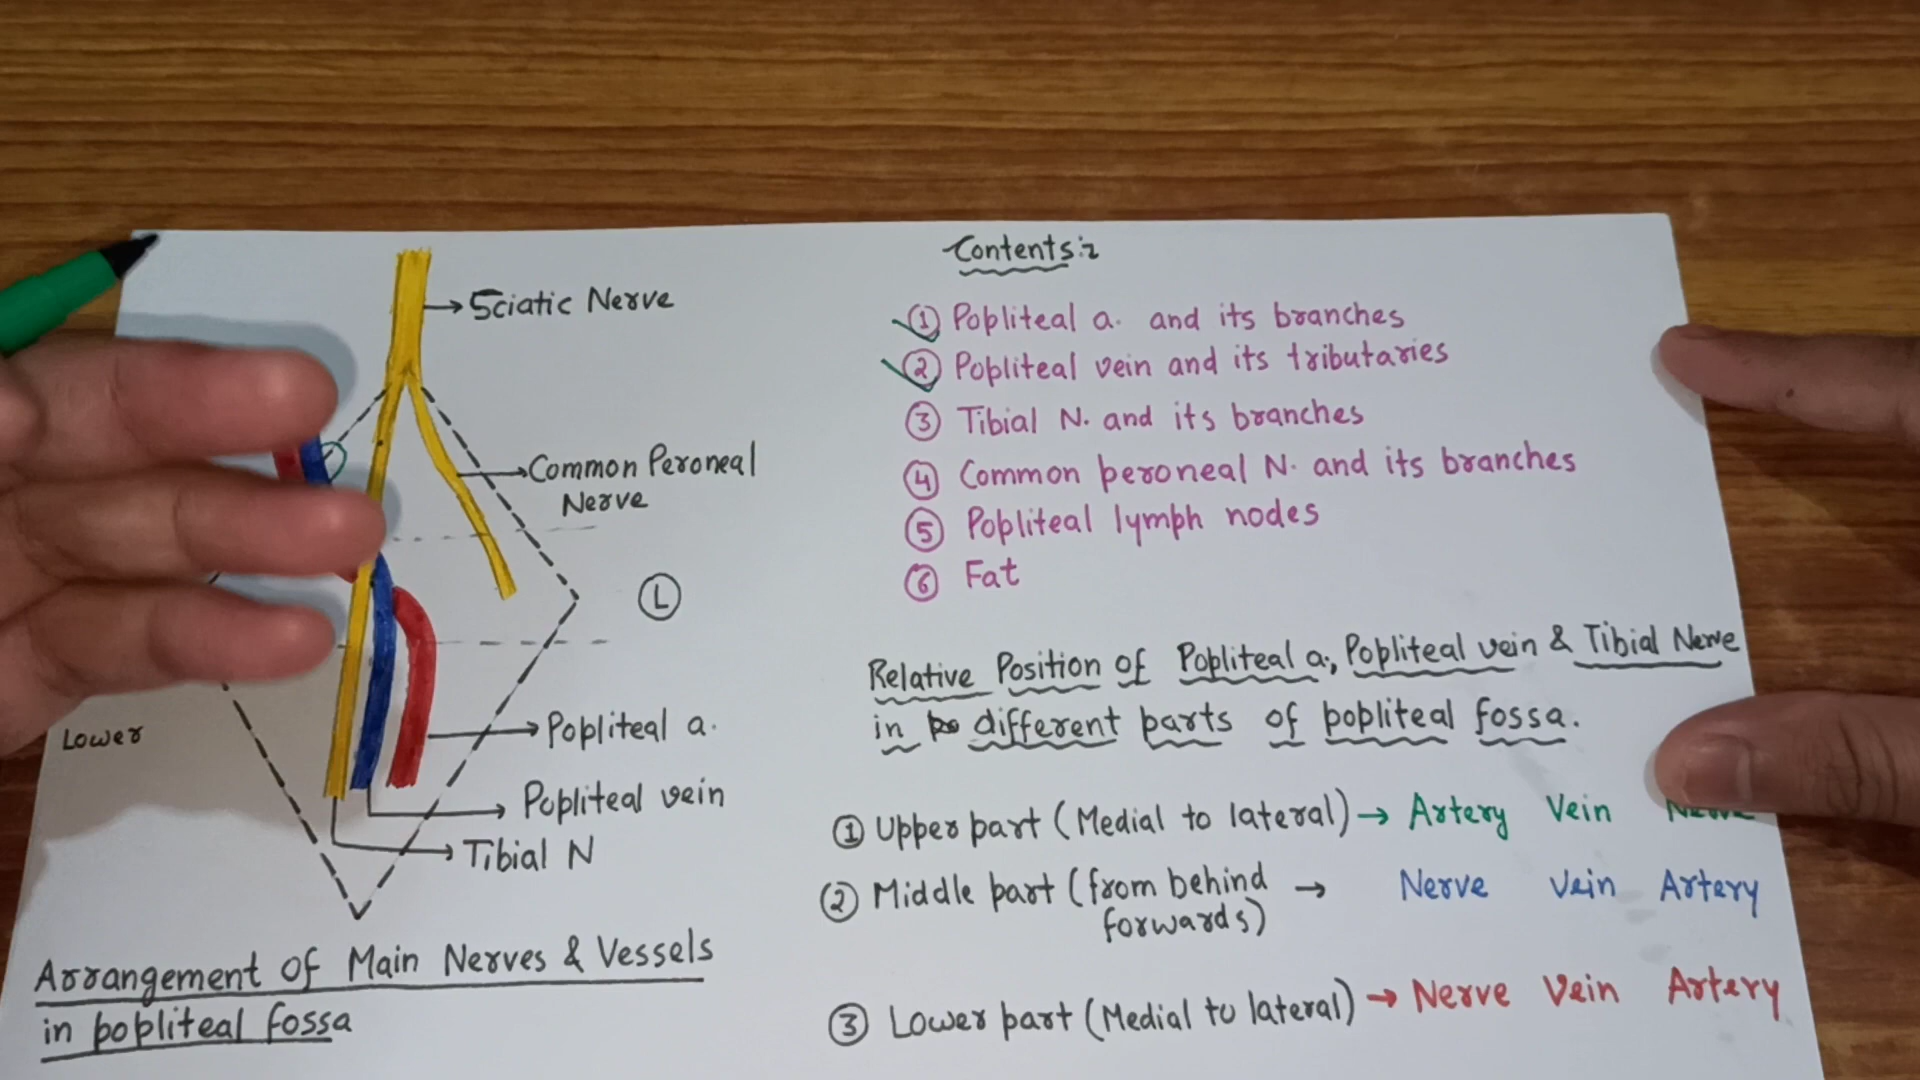 Sciatic Nerve
Common Peroneal
Nerve
L
Lower
Popliteal a.
Popliteal vein
Tibial N
Arrangement of Main Nerves & Vessels
in popliteal fossa
Contents:-
① Popliteal a. and its branches
② Popliteal vein and its tributaries
③ Tibial N. and its branches
④ Common peroneal N. and its branches
⑤ Popliteal lymph nodes
⑥ Fat
Relative Position of Popliteal a., Popliteal vein & Tibial Nerve
in different parts of popliteal fossa.
① Upper part (Medial to lateral) → Artery Vein Nerve
② Middle part (from behind → Nerve Vein Artery
forwards)
③ Lower part (Medial to lateral) → Nerve Vein Artery